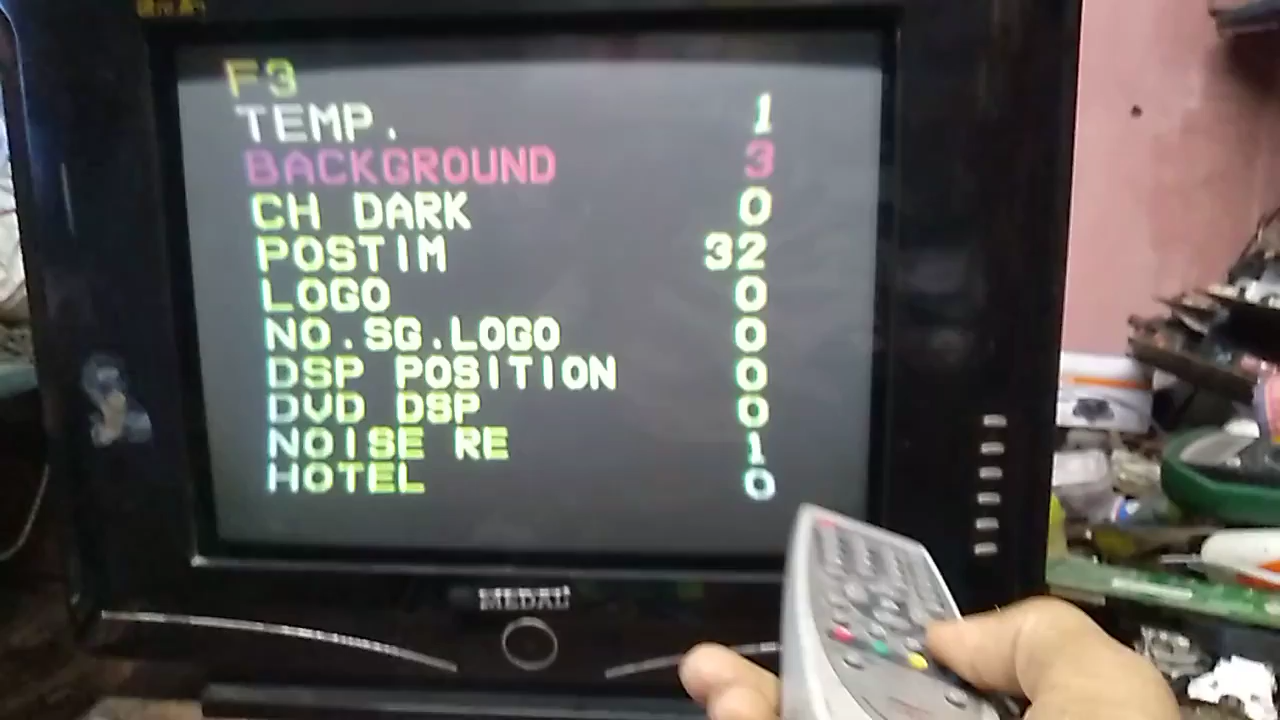 F3
TEMP. 1
BACKGROUND 3
CH DARK 0
POSTIM 32
LOGO 0
NO.SG.LOGO 0
DSP POSITION 0
DVD DSP 0
NOISE RE 1
HOTEL 0
MEDAL